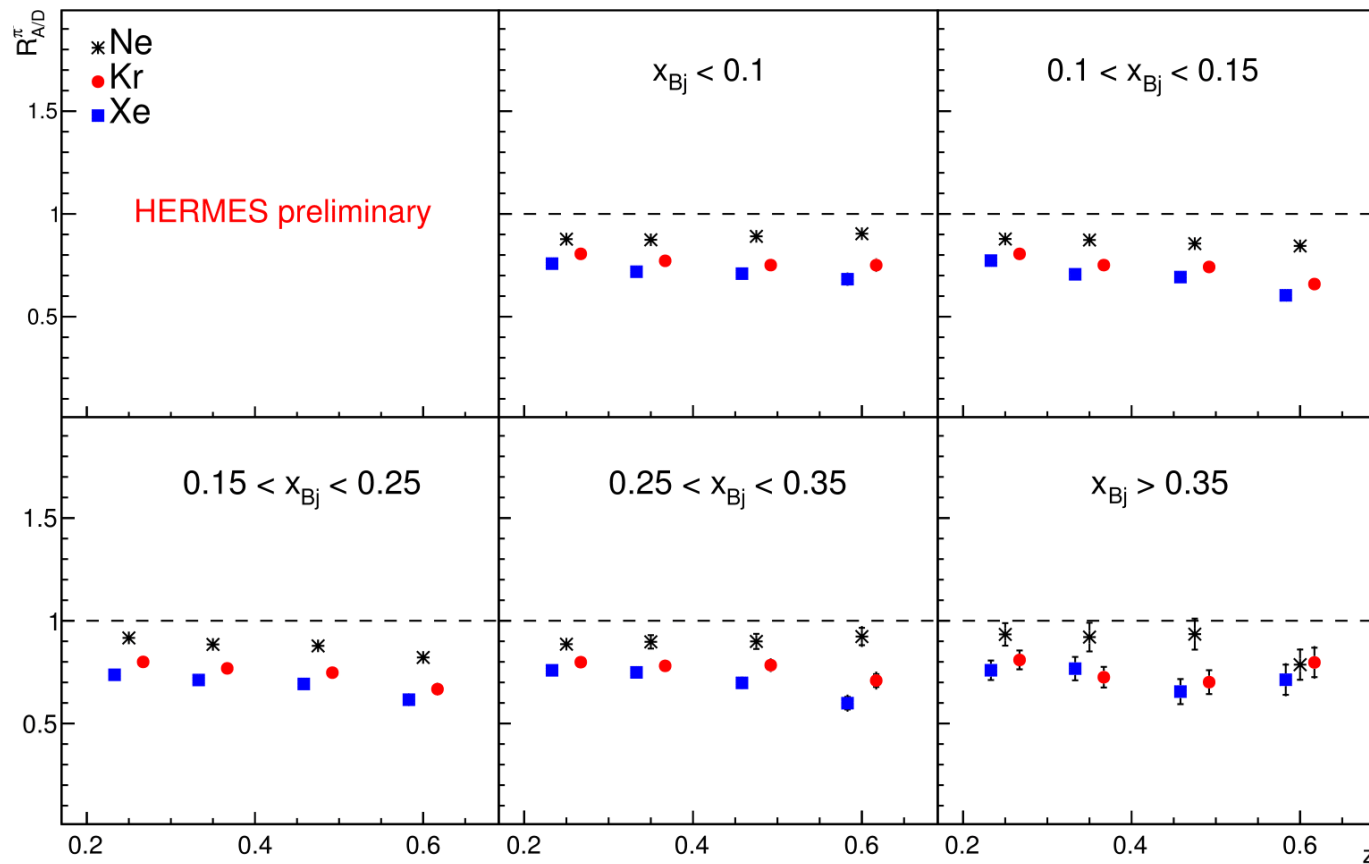 R^π_A/D
Ne
Kr
Xe
HERMES preliminary
x_Bj < 0.1
0.1 < x_Bj < 0.15
1.5
1
0.5
0.15 < x_Bj < 0.25
0.25 < x_Bj < 0.35
x_Bj > 0.35
1.5
1
0.5
0.2 0.4 0.6 0.2 0.4 0.6 0.2 0.4 0.6 z